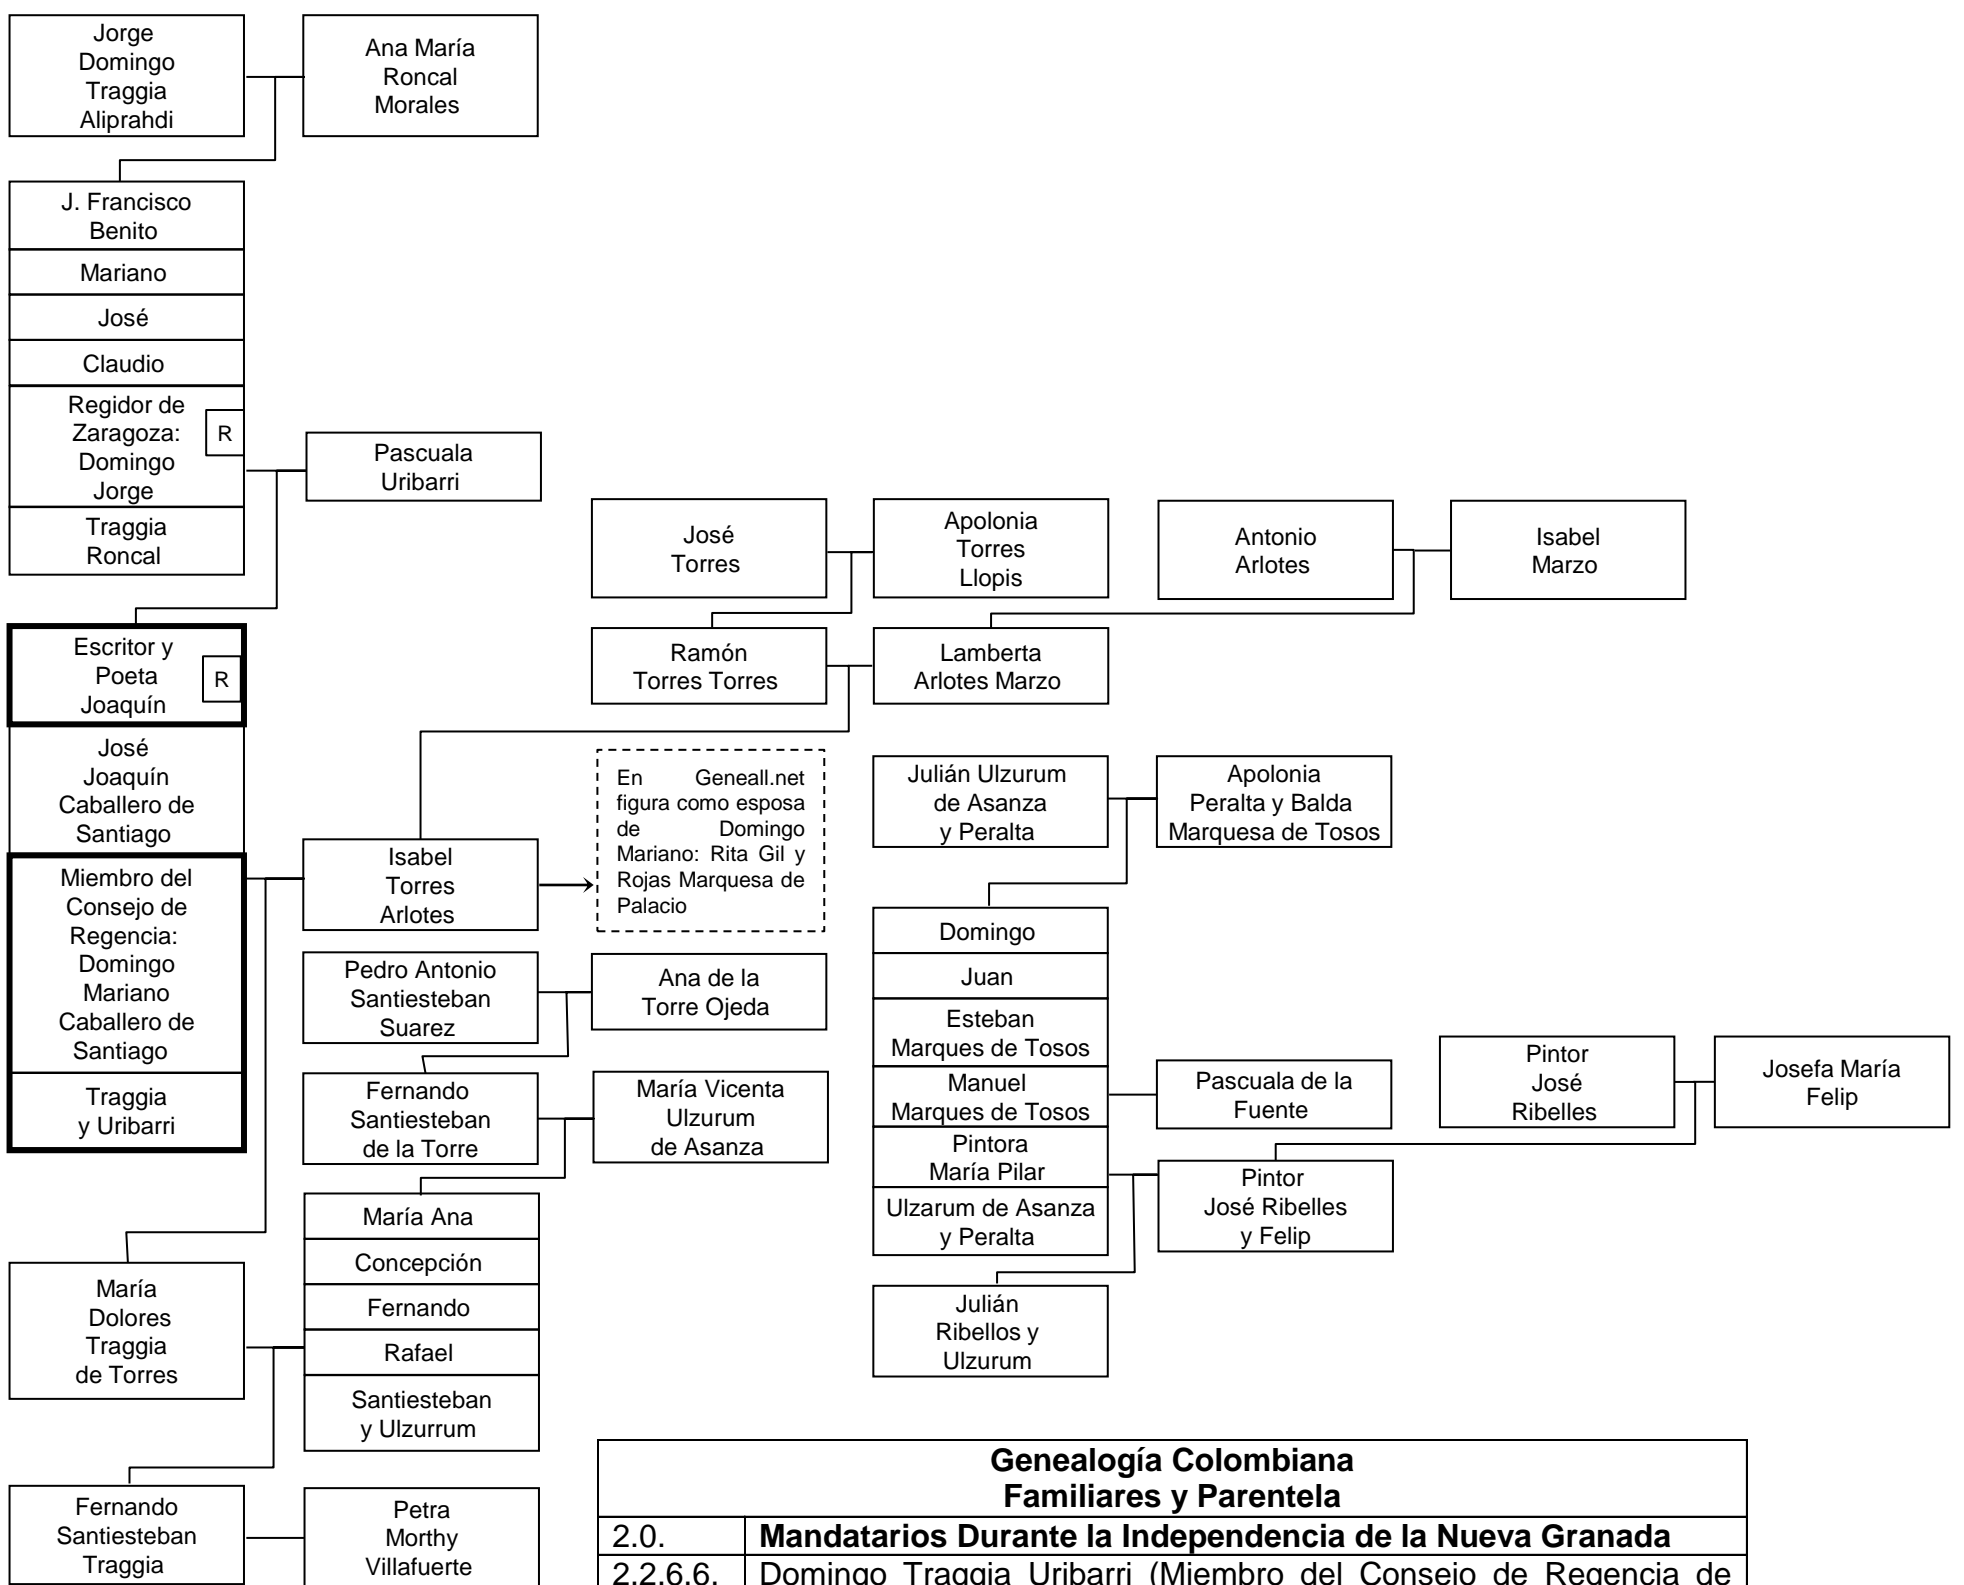 Jorge
Domingo
Traggia
Aliprahdi
Ana María
Roncal
Morales
J. Francisco
Benito
Mariano
José
Claudio
Regidor de
Zaragoza:
Domingo
Jorge
R
Traggia
Roncal
Pascuala
Uribarri
José
Torres
Apolonia
Torres
Llopis
Antonio
Arlotes
Isabel
Marzo
Ramón
Torres Torres
Lamberta
Arlotes Marzo
Escritor y
Poeta
Joaquín
R
José
Joaquín
Caballero de
Santiago
Miembro del
Consejo de
Regencia:
Domingo
Mariano
Caballero de
Santiago
Traggia
y Uribarri
Isabel
Torres
Arlotes
En Geneall.net
figura como esposa
de Domingo
Mariano: Rita Gil y
Rojas Marquesa de
Palacio
Julián Ulzurum
de Asanza
y Peralta
Apolonia
Peralta y Balda
Marquesa de Tosos
Pedro Antonio
Santiesteban
Suarez
Ana de la
Torre Ojeda
Domingo
Juan
Esteban
Marques de Tosos
Manuel
Marques de Tosos
Pintora
María Pilar
Ulzarum de Asanza
y Peralta
Pascuala de la
Fuente
Pintor
José
Ribelles
Josefa María
Felip
Fernando
Santiesteban
de la Torre
María Vicenta
Ulzurum
de Asanza
Pintor
José Ribelles
y Felip
María Ana
Concepción
Fernando
Rafael
Santiesteban
y Ulzurrum
María
Dolores
Traggia
de Torres
Julián
Ribellos y
Ulzurum
Fernando
Santiesteban
Traggia
Petra
Morthy
Villafuerte
Genealogía Colombiana
Familiares y Parentela
2.0. Mandatarios Durante la Independencia de la Nueva Granada
2.2.6.6. Domingo Traggia Uribarri (Miembro del Consejo de Regencia de